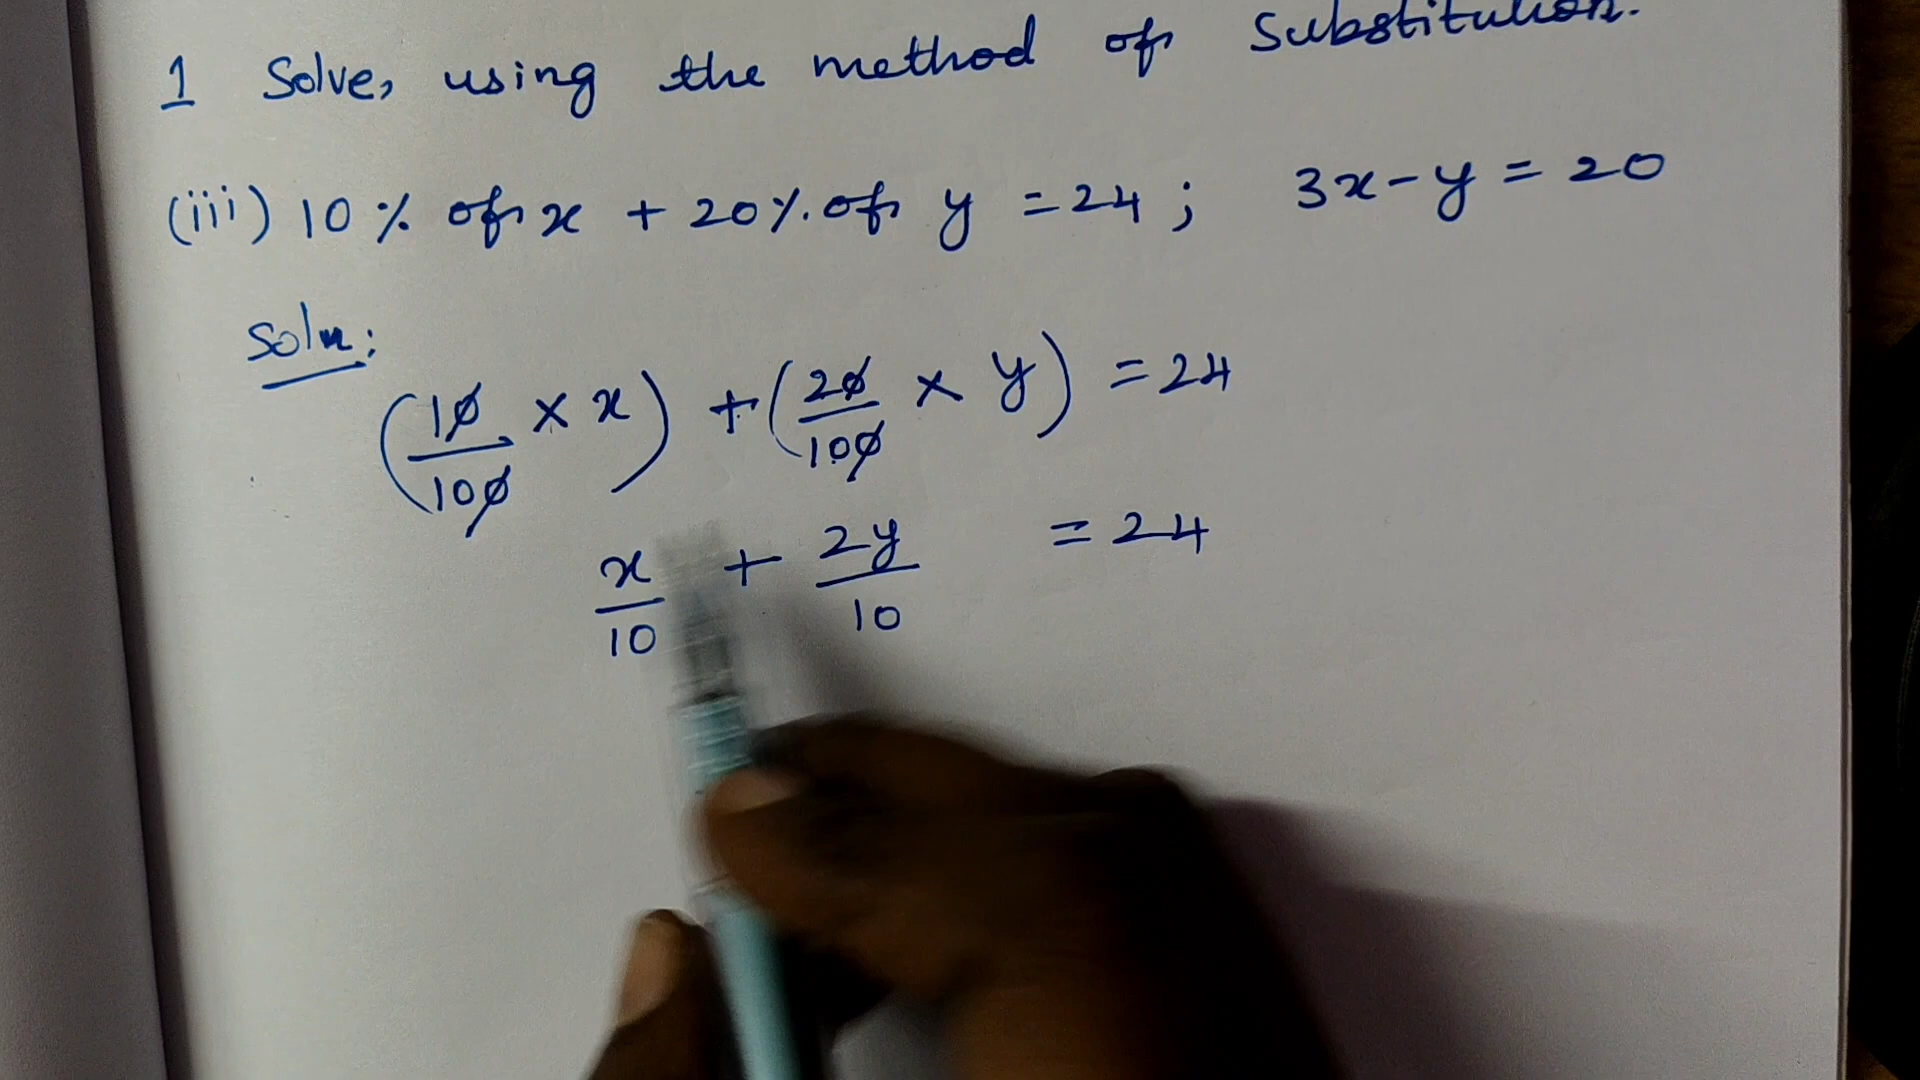 1 Solve, using the method of Substitution.
(iii) 10% of x + 20% of y = 24; 3x - y = 20
Soln:
(10/100 × x) + (20/100 × y) = 24
x/10 + 2y/10 = 24